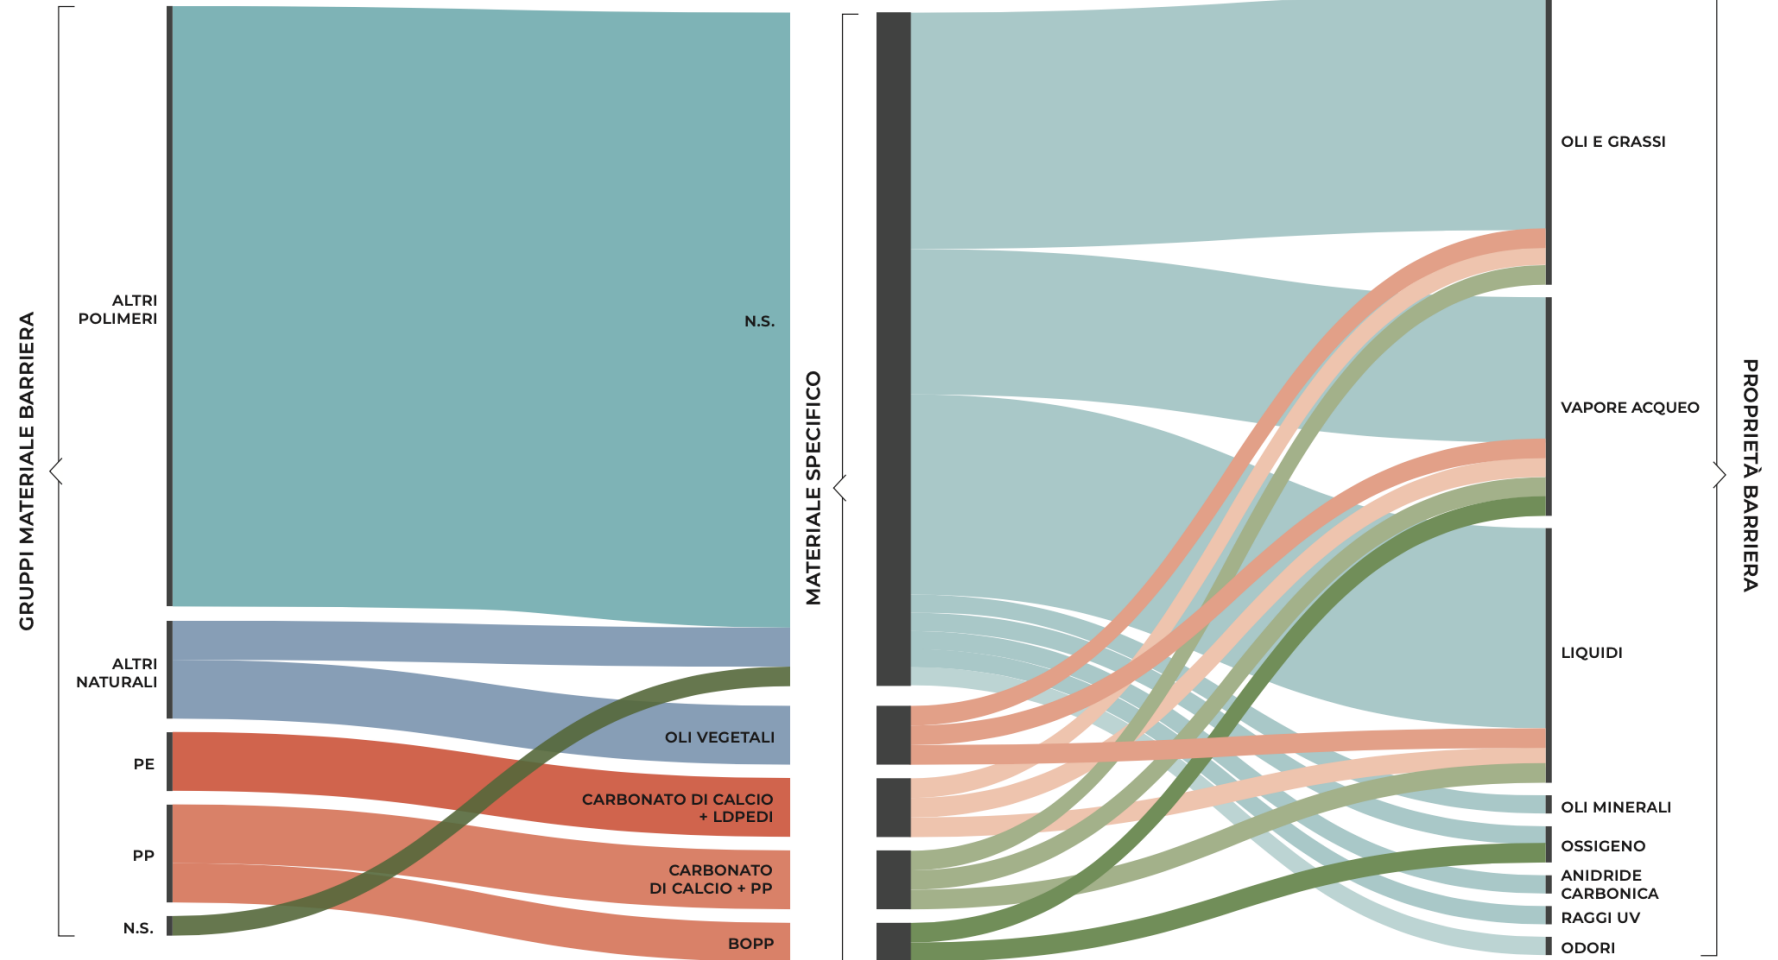 GRUPPI MATERIALE BARRIERA
ALTRI
POLIMERI
ALTRI
NATURALI
PE
PP
N.S.
N.S.
OLI VEGETALI
CARBONATO DI CALCIO
+ LDPEDI
CARBONATO
DI CALCIO + PP
BOPP
MATERIALE SPECIFICO
OLI E GRASSI
VAPORE ACQUEO
LIQUIDI
OLI MINERALI
OSSIGENO
ANIDRIDE
CARBONICA
RAGGI UV
ODORI
PROPRIETÀ BARRIERA